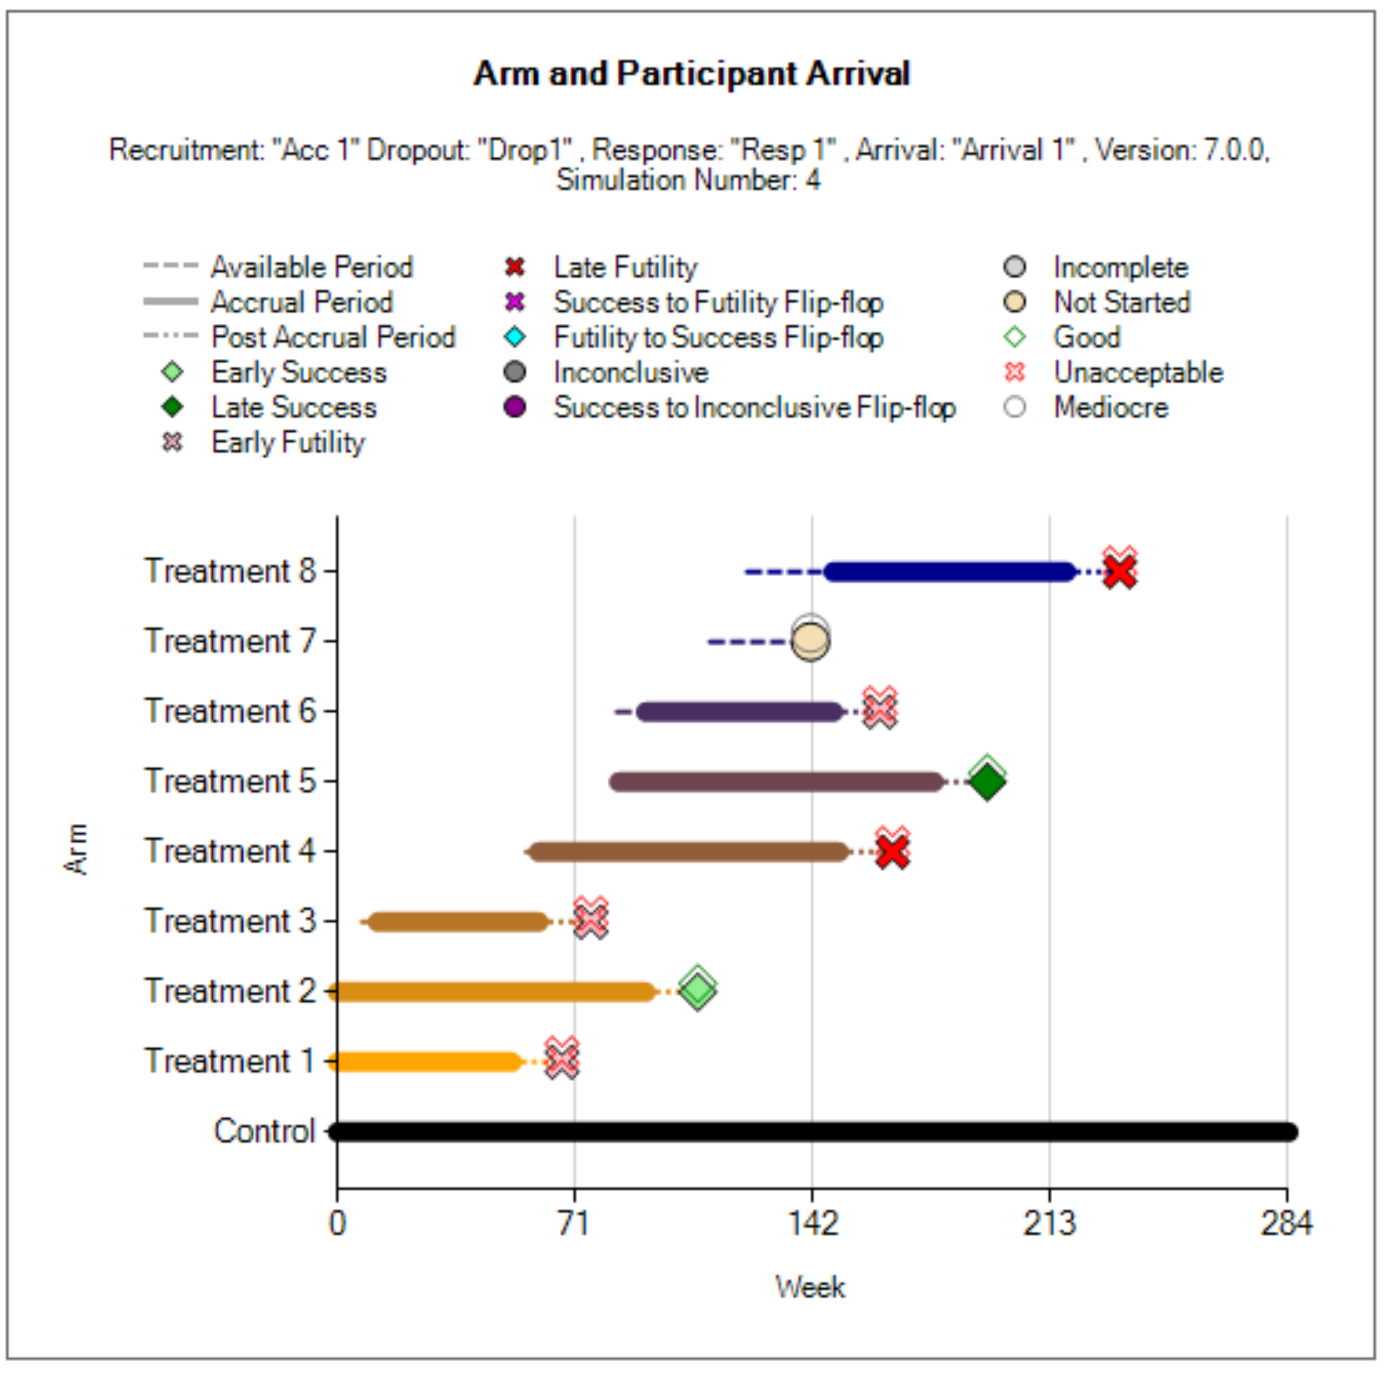 Arm and Participant Arrival
Recruitment: "Acc 1" Dropout: "Drop1" , Response: "Resp 1" , Arrival: "Arrival 1" , Version: 7.0.0,
Simulation Number: 4
Available Period
Accrual Period
Post Accrual Period
Early Success
Late Success
Early Futility
Late Futility
Success to Futility Flip-flop
Futility to Success Flip-flop
Inconclusive
Success to Inconclusive Flip-flop
Incomplete
Not Started
Good
Unacceptable
Mediocre
Arm
Treatment 8
Treatment 7
Treatment 6
Treatment 5
Treatment 4
Treatment 3
Treatment 2
Treatment 1
Control
0 71 142 213 284
Week